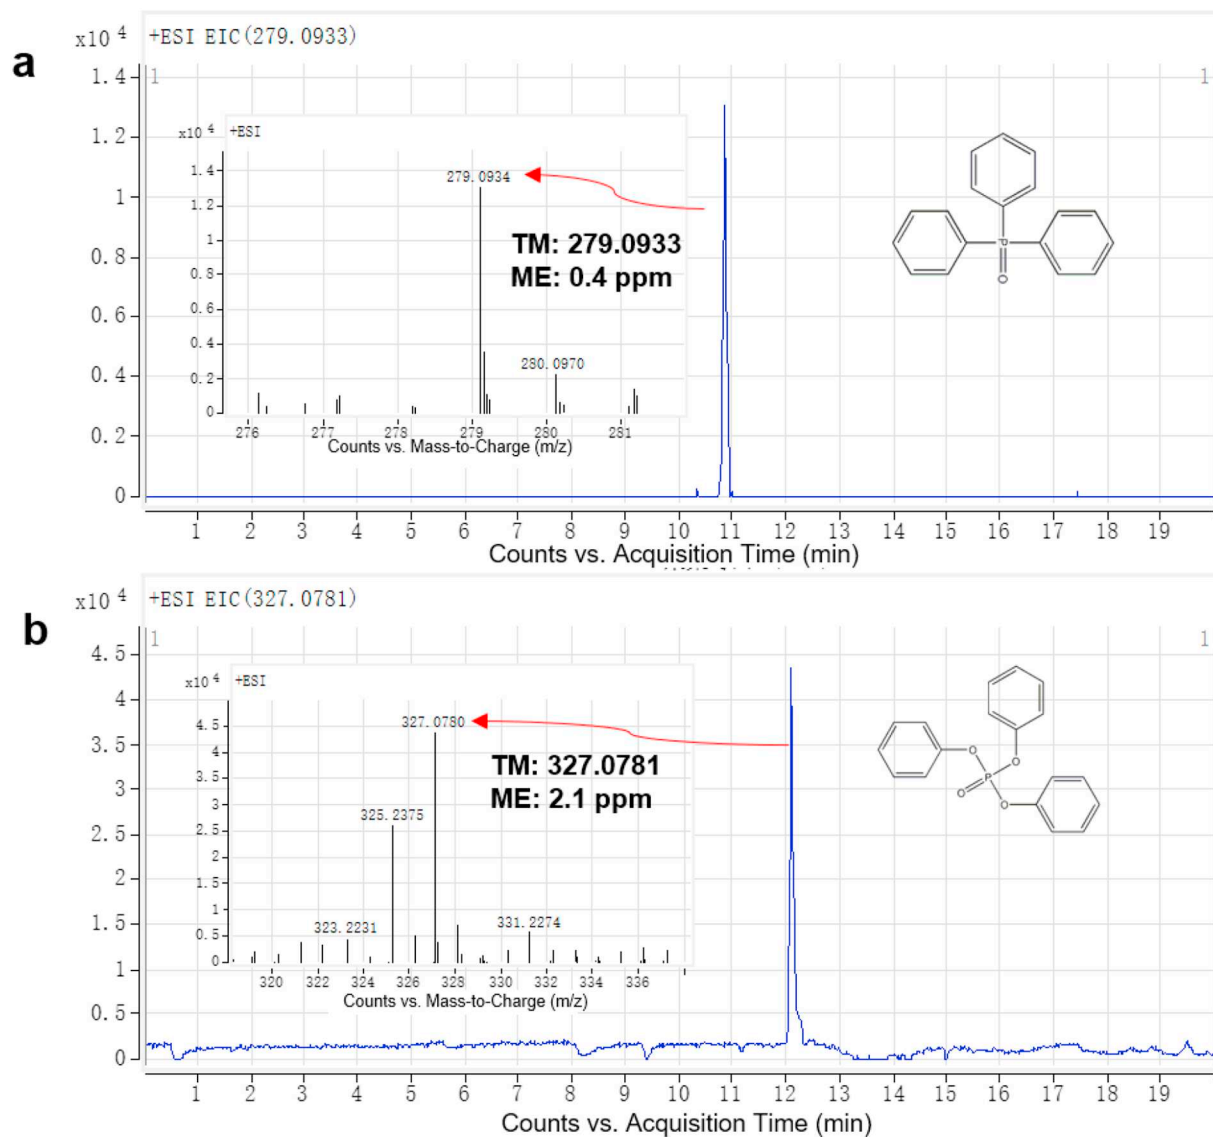 a
x10 4 +ESI EIC(279.0933)
1 1
1.4
1.2
1
0.8
0.6
0.4
0.2
0
x10 4 +ESI
1.4
1.2
1
0.8
0.6
0.4
0.2
0
279.0934
280.0970
TM: 279.0933
ME: 0.4 ppm
276 277 278 279 280 281
Counts vs. Mass-to-Charge (m/z)
P
O
1 2 3 4 5 6 7 8 9 10 11 12 13 14 15 16 17 18 19
Counts vs. Acquisition Time (min)
b
x10 4 +ESI EIC(327.0781)
1 1
4.5
4
3.5
3
2.5
2
1.5
1
0.5
0
x10 4 +ESI
4.5
4
3.5
3
2.5
2
1.5
1
0.5
0
327.0780
325.2375
323.2231
331.2274
TM: 327.0781
ME: 2.1 ppm
320 322 324 326 328 330 332 334 336
Counts vs. Mass-to-Charge (m/z)
O
P O
O
O
1 2 3 4 5 6 7 8 9 10 11 12 13 14 15 16 17 18 19
Counts vs. Acquisition Time (min)